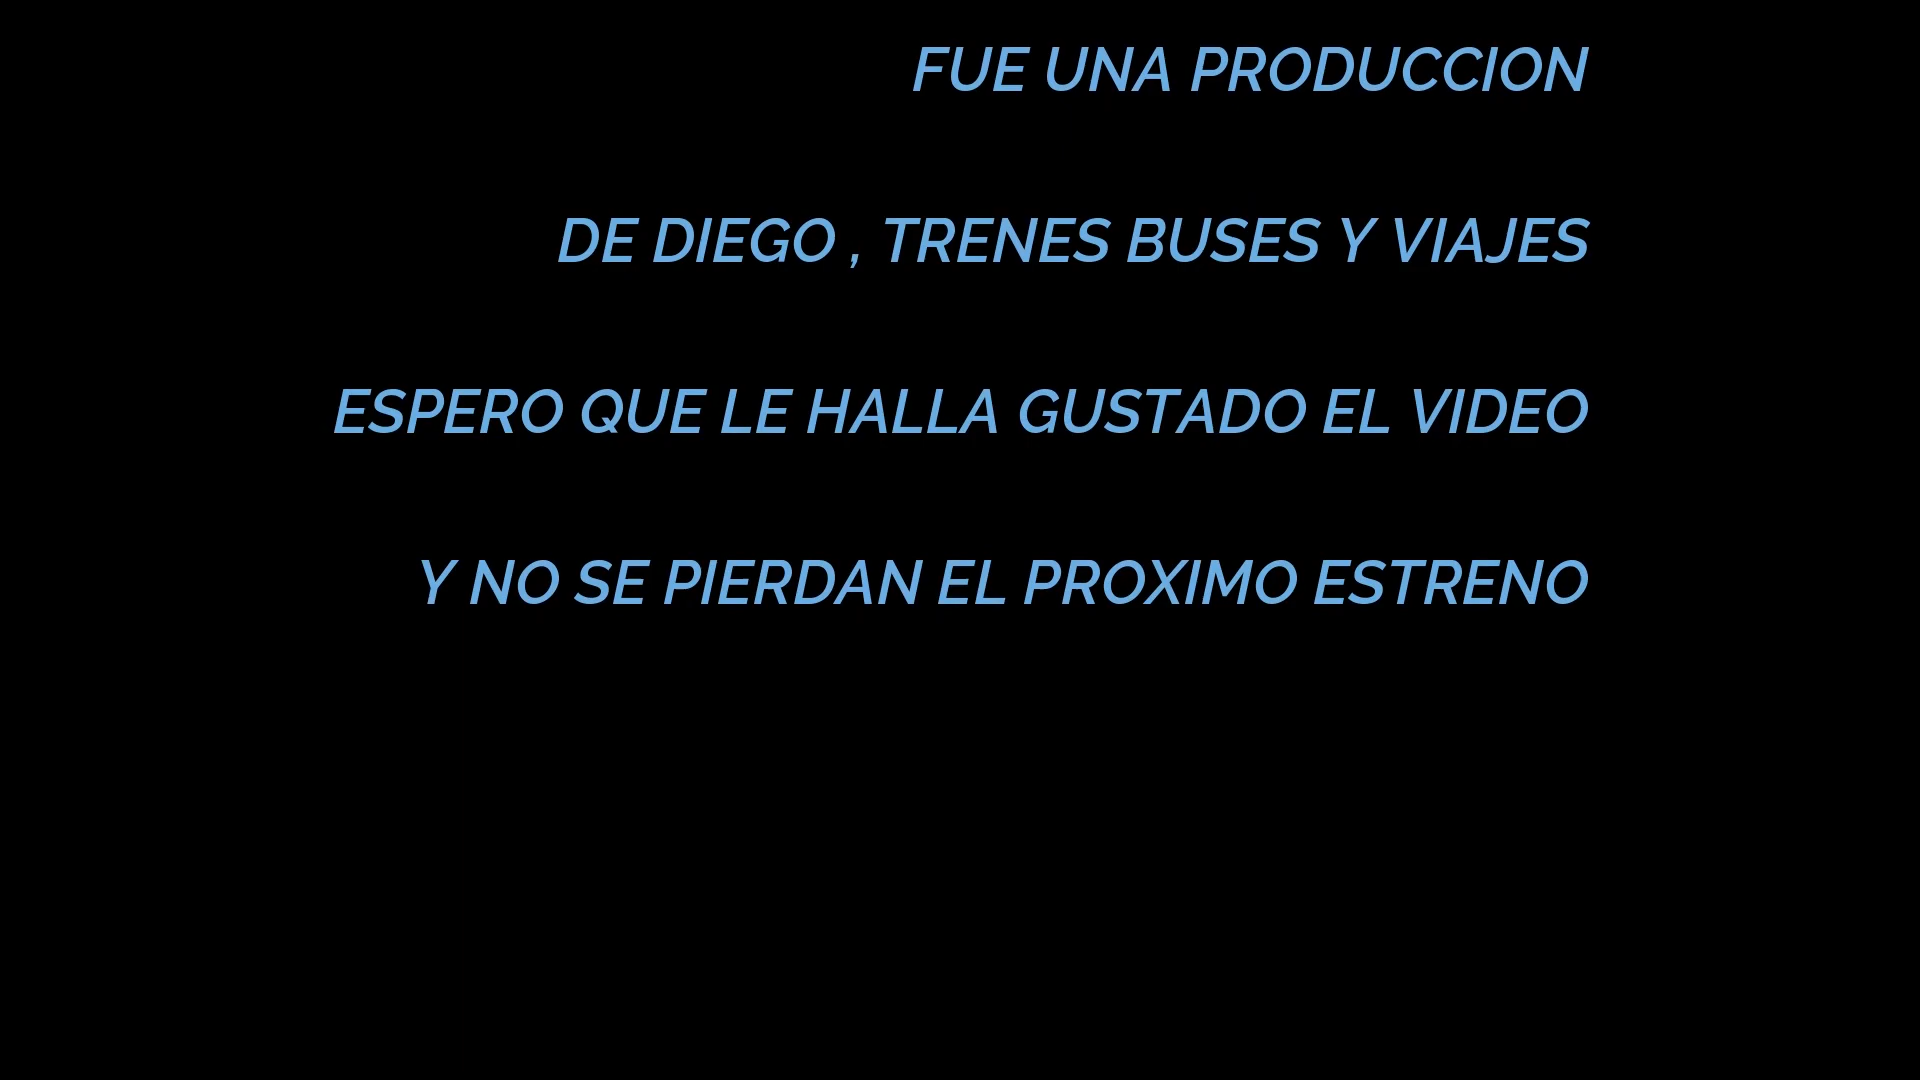 FUE UNA PRODUCCION
DE DIEGO , TRENES BUSES Y VIAJES
ESPERO QUE LE HALLA GUSTADO EL VIDEO
Y NO SE PIERDAN EL PROXIMO ESTRENO